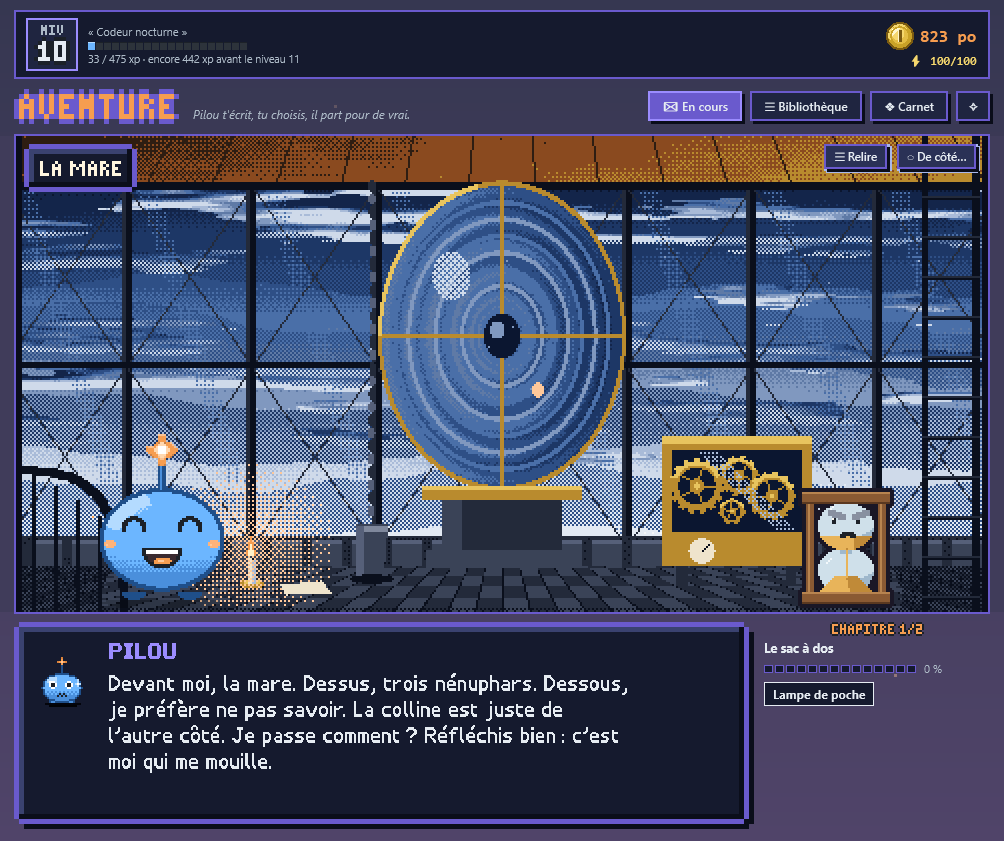 NIV
10
« Codeur nocturne »
33 / 475 xp · encore 442 xp avant le niveau 11
823 po
100/100
AVENTURE
Pilou t'écrit, tu choisis, il part pour de vrai.
En cours
Bibliothèque
Carnet
LA MARE
Relire
De côté…
PILOU
Devant moi, la mare. Dessus, trois nénuphars. Dessous,
je préfère ne pas savoir. La colline est juste de
l'autre côté. Je passe comment ? Réfléchis bien : c'est
moi qui me mouille.
CHAPITRE 1/2
Le sac à dos
0 %
Lampe de poche